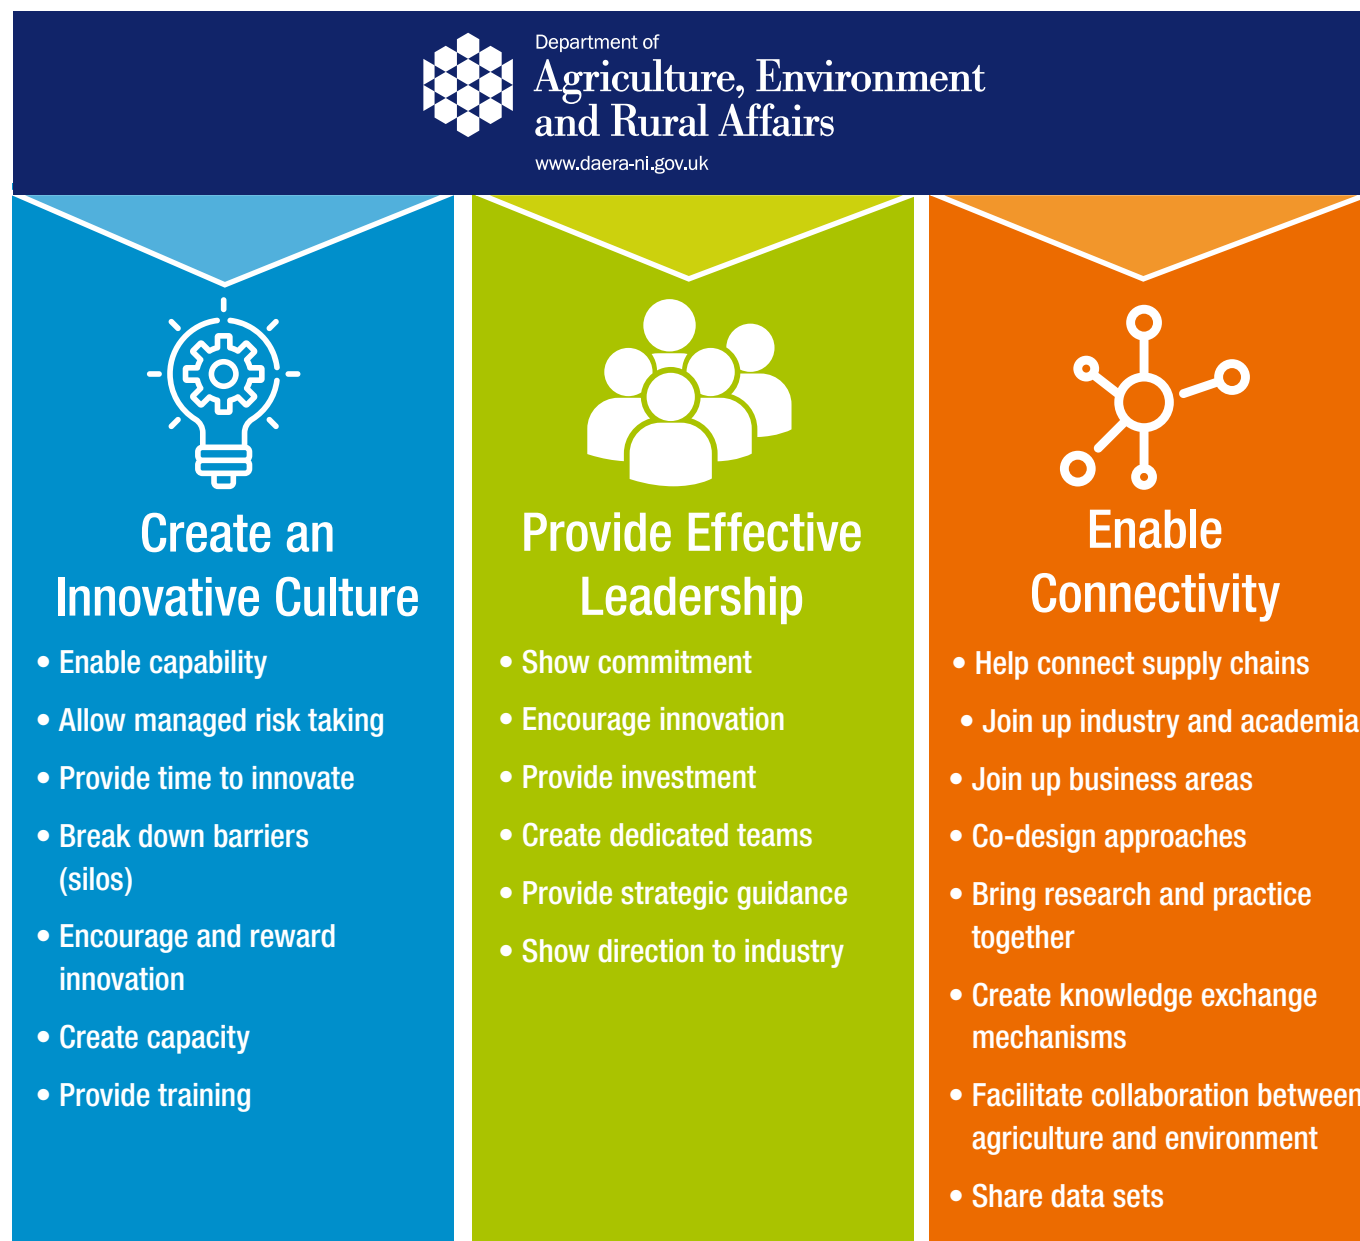 Department of
Agriculture, Environment
and Rural Affairs
www.daera-ni.gov.uk
Create an
Innovative Culture
• Enable capability
• Allow managed risk taking
• Provide time to innovate
• Break down barriers
(silos)
• Encourage and reward
innovation
• Create capacity
• Provide training
Provide Effective
Leadership
• Show commitment
• Encourage innovation
• Provide investment
• Create dedicated teams
• Provide strategic guidance
• Show direction to industry
Enable
Connectivity
• Help connect supply chains
• Join up industry and academia
• Join up business areas
• Co-design approaches
• Bring research and practice
together
• Create knowledge exchange
mechanisms
• Facilitate collaboration between
agriculture and environment
• Share data sets